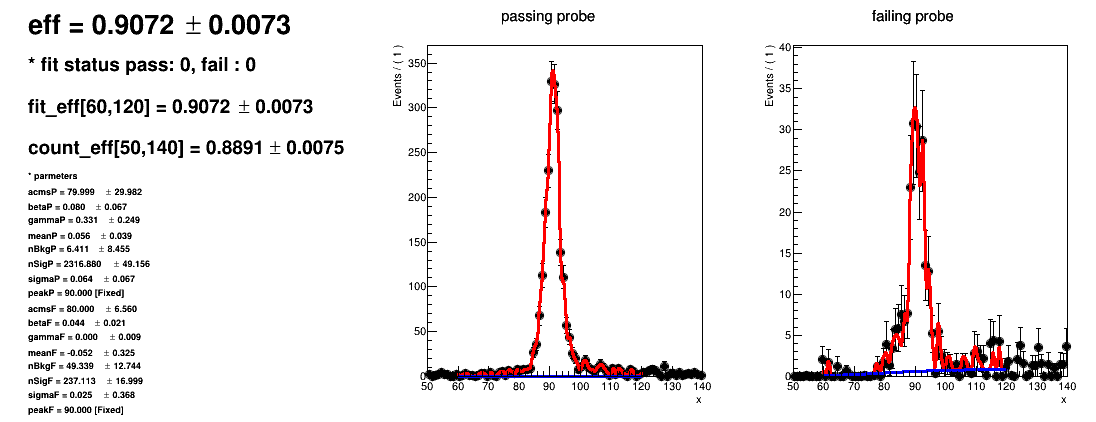 eff = 0.9072 ± 0.0073
* fit status pass: 0, fail : 0
fit_eff[60,120] = 0.9072 ± 0.0073
count_eff[50,140] = 0.8891 ± 0.0075
* parmeters
acmsP = 79.999 ± 29.982
betaP = 0.080 ± 0.067
gammaP = 0.331 ± 0.249
meanP = 0.056 ± 0.039
nBkgP = 6.411 ± 8.455
nSigP = 2316.880 ± 49.156
sigmaP = 0.064 ± 0.067
peakP = 90.000 [Fixed]
acmsF = 80.000 ± 6.560
betaF = 0.044 ± 0.021
gammaF = 0.000 ± 0.009
meanF = -0.052 ± 0.325
nBkgF = 49.339 ± 12.744
nSigF = 237.113 ± 16.999
sigmaF = 0.025 ± 0.368
peakF = 90.000 [Fixed]
passing probe
Events / ( 1 )
350
300
250
200
150
100
50
0
50 60 70 80 90 100 110 120 130 140
x
failing probe
Events / ( 1 )
40
35
30
25
20
15
10
5
0
50 60 70 80 90 100 110 120 130 140
x